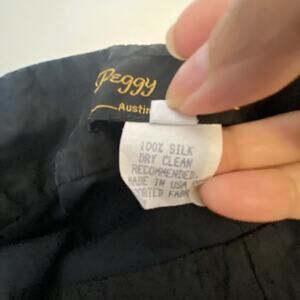 Peggy
Austin
100% SILK
DRY CLEAN
RECOMMENDED
MADE IN USA